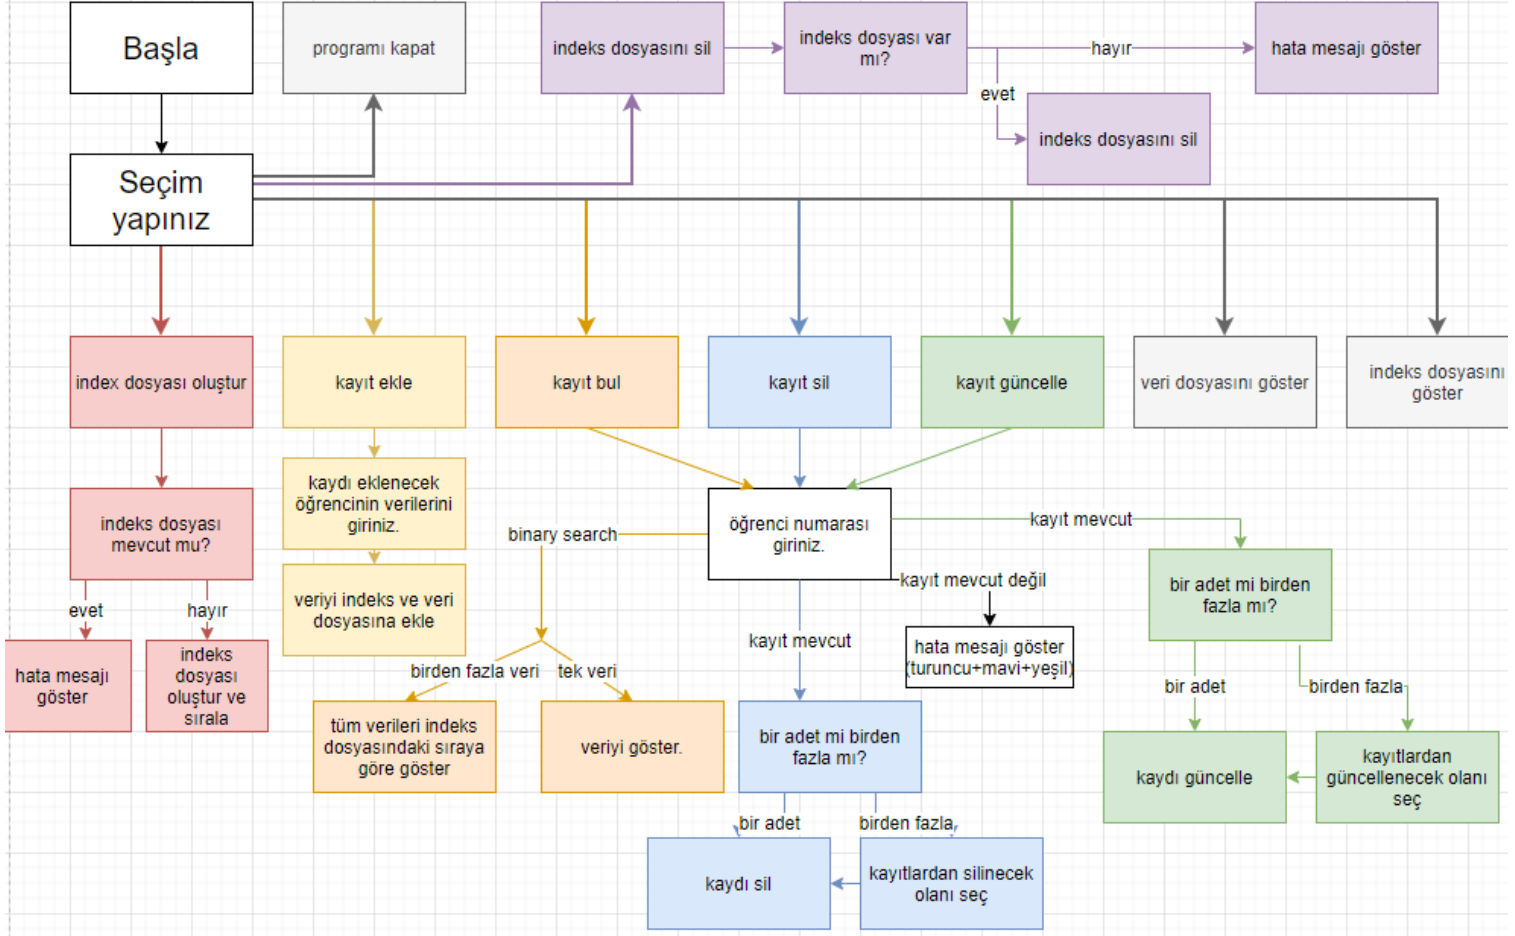 Başla
programı kapat
indeks dosyasını sil
indeks dosyası var
mı?
hayır
hata mesajı göster
evet
indeks dosyasını sil
Seçim
yapınız
index dosyası oluştur
kayıt ekle
kayıt bul
kayıt sil
kayıt güncelle
veri dosyasını göster
indeks dosyasını
göster
indeks dosyası
mevcut mu?
evet
hayır
hata mesajı
göster
indeks
dosyası
oluştur ve
sırala
kaydı eklenecek
öğrencinin verilerini
giriniz.
veriyi indeks ve veri
dosyasına ekle
öğrenci numarası
giriniz.
binary search
birden fazla veri
tek veri
tüm verileri indeks
dosyasındaki sıraya
göre göster
veriyi göster.
kayıt mevcut
kayıt mevcut değil
hata mesajı göster
(turuncu+mavi+yeşil)
bir adet mi birden
fazla mı?
bir adet
birden fazla
kaydı sil
kayıtlardan silinecek
olanı seç
kayıt mevcut
bir adet mi birden
fazla mı?
bir adet
birden fazla
kaydı güncelle
kayıtlardan
güncellenecek olanı
seç